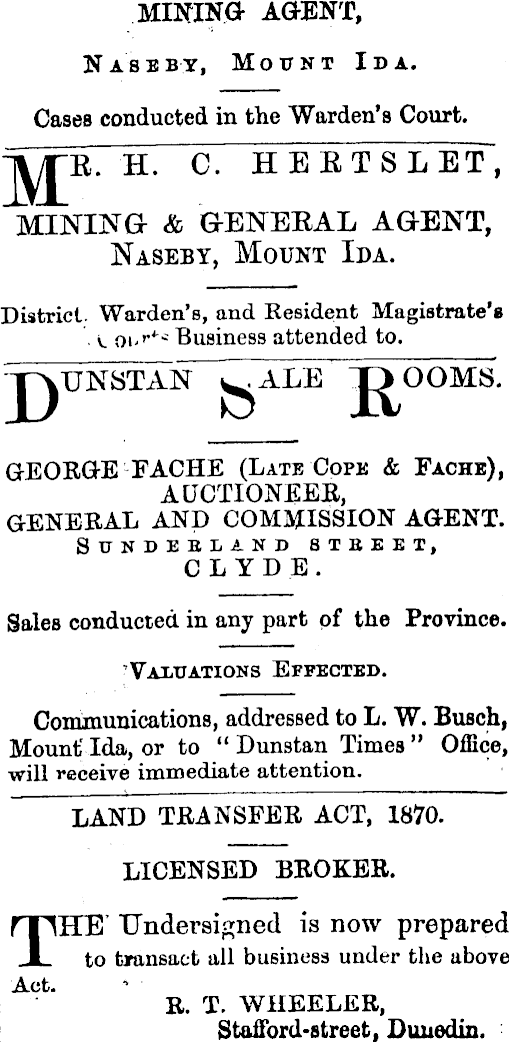 MINING AGENT,
NASEBY, MOUNT IDA.
Cases conducted in the Warden's Court.
MR. H. C. HERTSLET,
MINING & GENERAL AGENT,
NASEBY, MOUNT IDA.
District, Warden's, and Resident Magistrate's
Courts Business attended to.
DUNSTAN SALE ROOMS.
GEORGE FACHE (LATE COPE & FACHE),
AUCTIONEER,
GENERAL AND COMMISSION AGENT.
SUNDERLAND STREET,
CLYDE.
Sales conducted in any part of the Province.
VALUATIONS EFFECTED.
Communications, addressed to L. W. Busch,
Mount Ida, or to "Dunstan Times" Office,
will receive immediate attention.
LAND TRANSFER ACT, 1870.
LICENSED BROKER.
THE Undersigned is now prepared
to transact all business under the above
Act.
R. T. WHEELER,
Stafford-street, Dunedin.